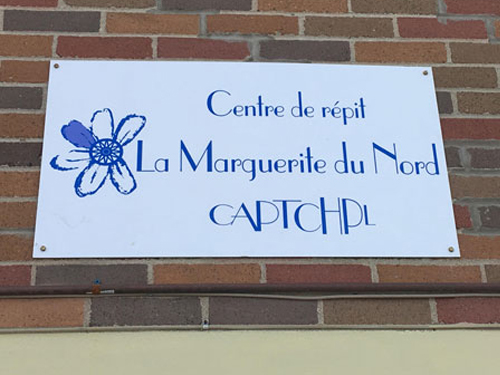 Centre de répit
La Marguerite du Nord
CAPTCHPL